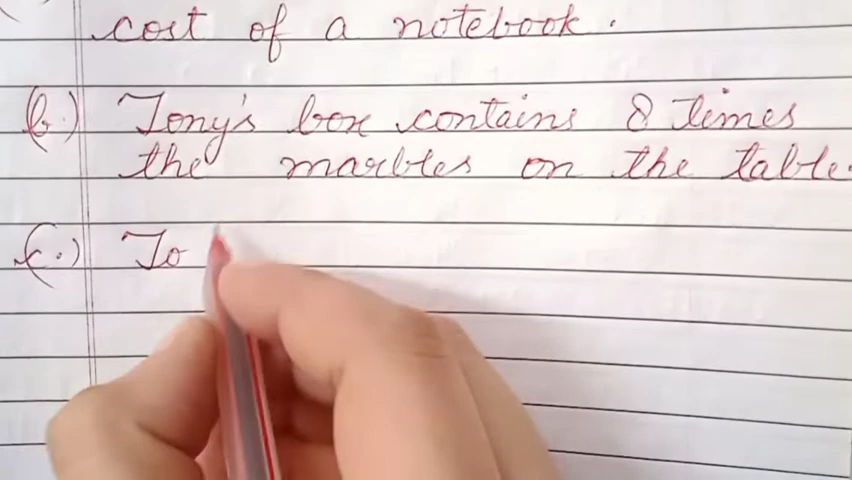 cost of a notebook.
(b.) Tony's box contains 8 times
the marbles on the table.
(c.) To